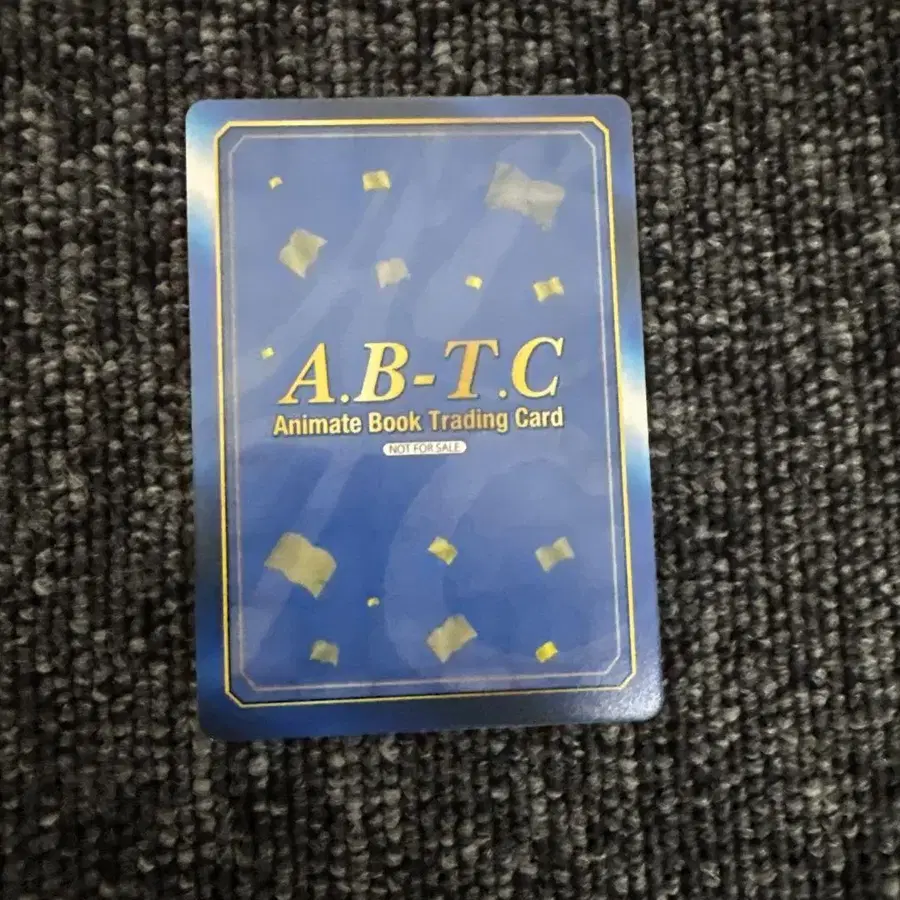 A.B-T.C
Animate Book Trading Card
NOT FOR SALE